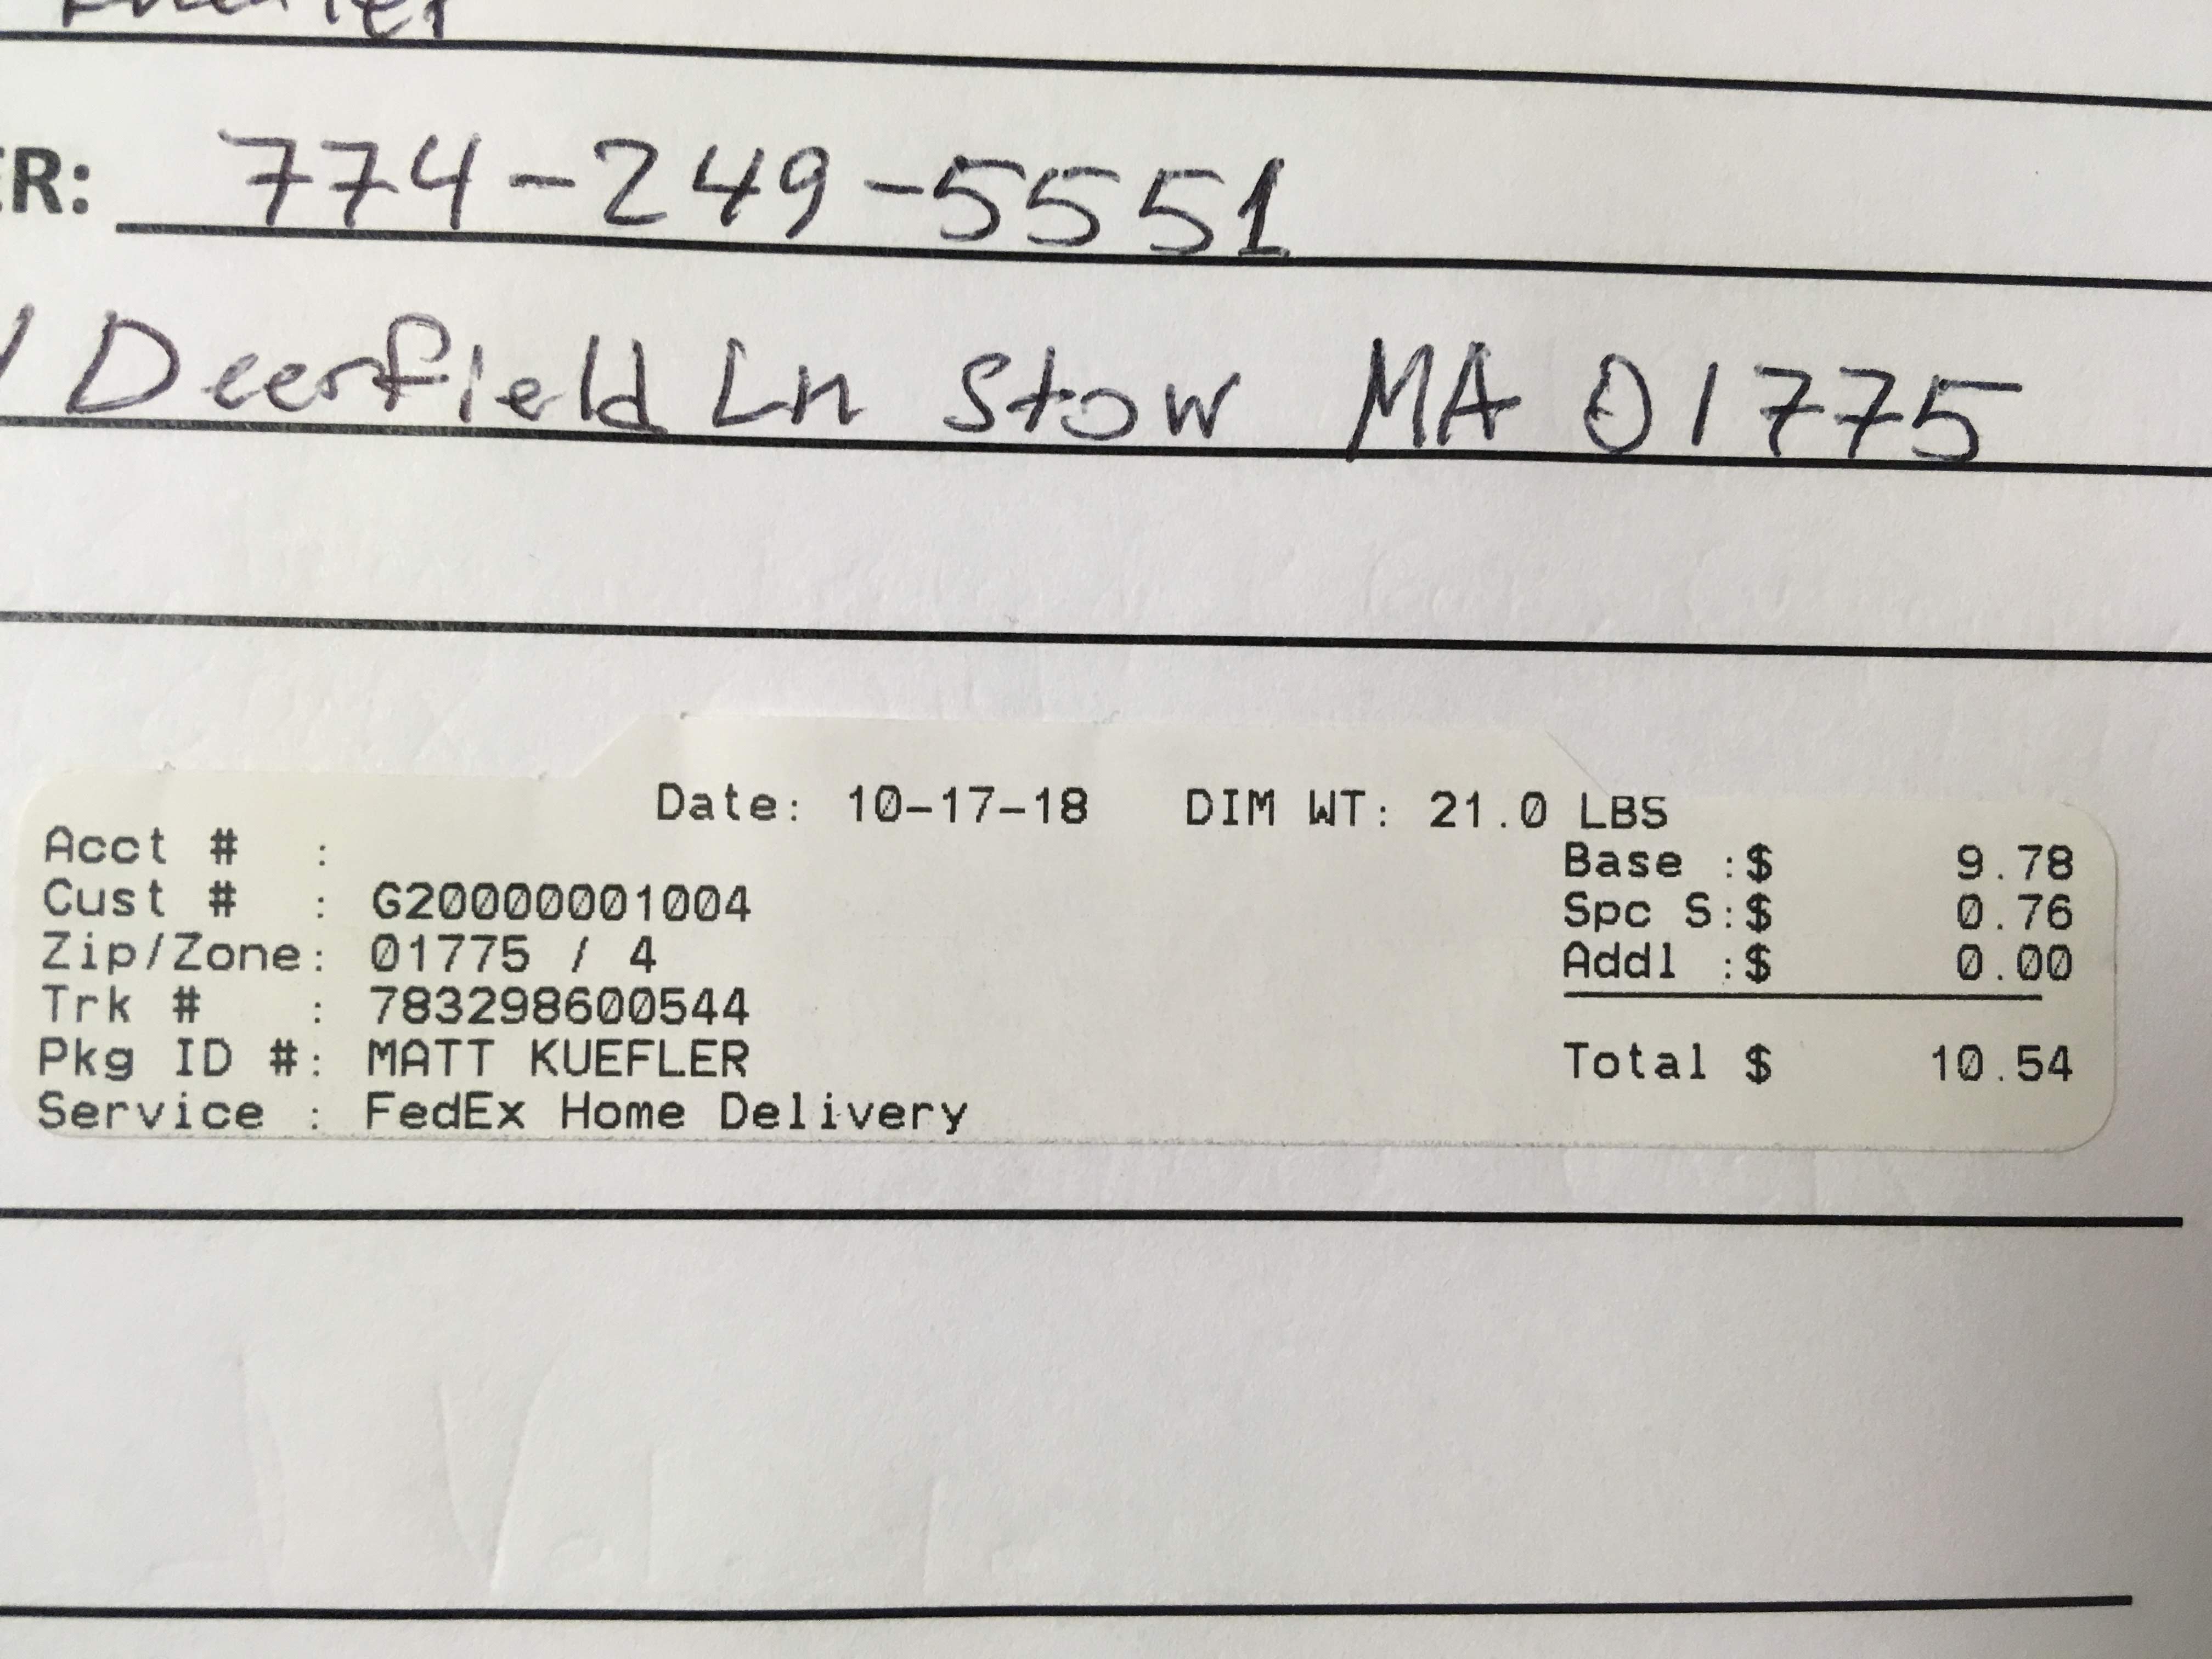 ER: 774-249-5551
Deerfield Ln Stow MA 01775
Date: 10-17-18 DIM WT: 21.0 LBS
Acct # :
Base :$ 9.78
Cust # : G20000001004
Spc S:$ 0.76
Zip/Zone: 01775 / 4
Addl :$ 0.00
Trk # : 783298600544
Pkg ID #: MATT KUEFLER
Total $ 10.54
Service : FedEx Home Delivery